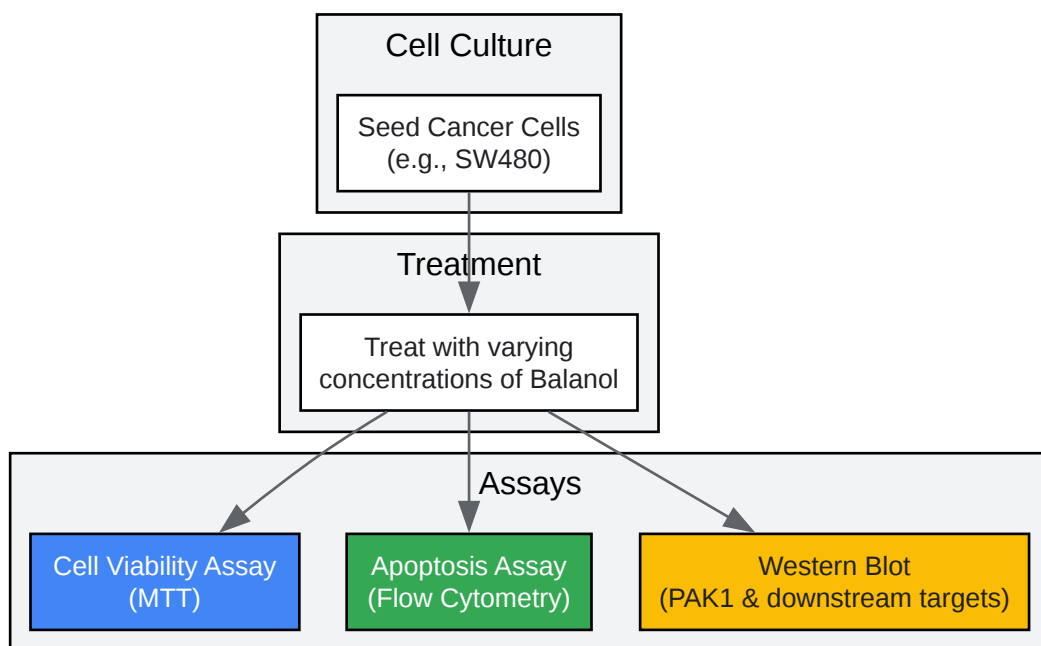 Cell Culture
Seed Cancer Cells
(e.g., SW480)
Treatment
Treat with varying
concentrations of Balanol
Assays
Cell Viability Assay
(MTT)
Apoptosis Assay
(Flow Cytometry)
Western Blot
(PAK1 & downstream targets)